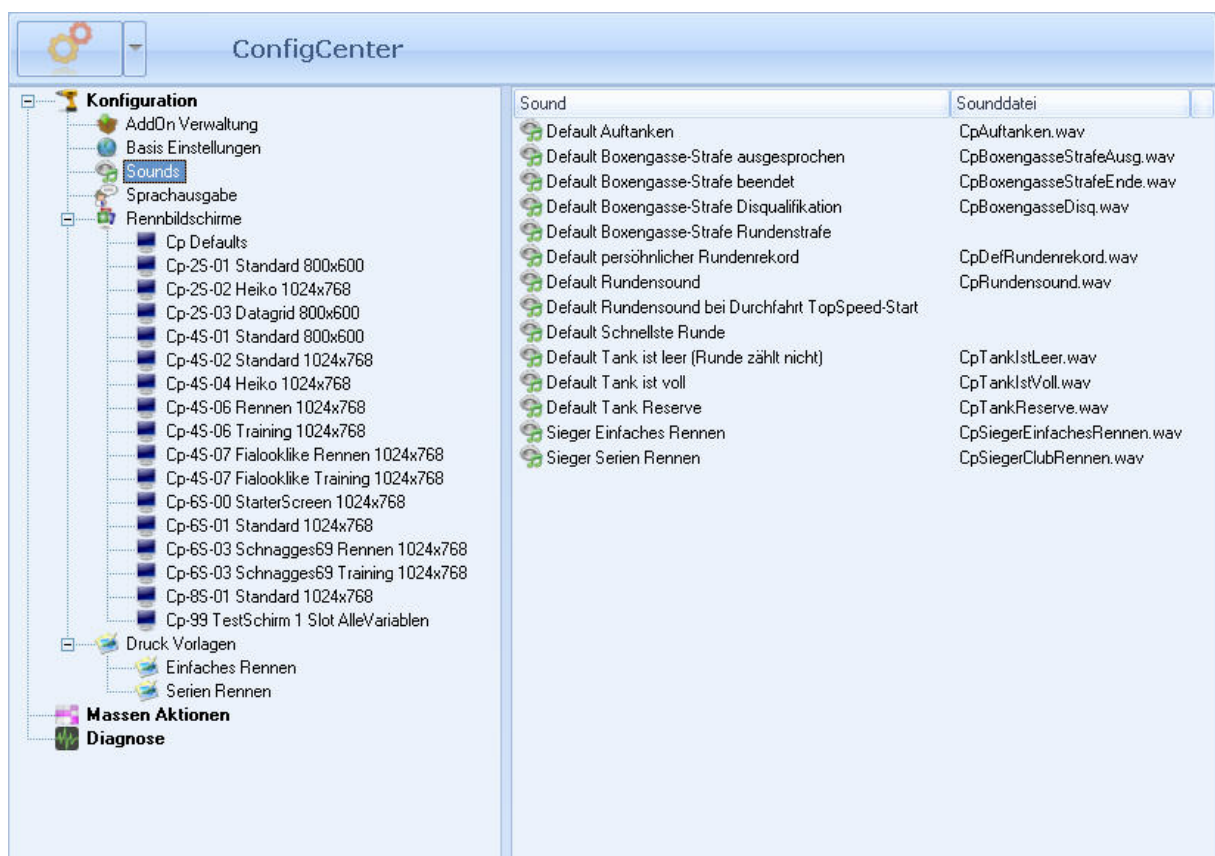 ConfigCenter
Konfiguration
AddOn Verwaltung
Basis Einstellungen
Sounds
Sprachausgabe
Rennbildschirme
Cp Defaults
Cp-2S-01 Standard 800x600
Cp-2S-02 Heiko 1024x768
Cp-2S-03 Datagrid 800x600
Cp-4S-01 Standard 800x600
Cp-4S-02 Standard 1024x768
Cp-4S-04 Heiko 1024x768
Cp-4S-06 Rennen 1024x768
Cp-4S-06 Training 1024x768
Cp-4S-07 Fialooklike Rennen 1024x768
Cp-4S-07 Fialooklike Training 1024x768
Cp-6S-00 StarterScreen 1024x768
Cp-6S-01 Standard 1024x768
Cp-6S-03 Schnagges69 Rennen 1024x768
Cp-6S-03 Schnagges69 Training 1024x768
Cp-8S-01 Standard 1024x768
Cp-99 TestSchirm 1 Slot AlleVariablen
Druck Vorlagen
Einfaches Rennen
Serien Rennen
Massen Aktionen
Diagnose
Sound Sounddatei
Default Auftanken CpAuftanken.wav
Default Boxengasse-Strafe ausgesprochen CpBoxengasseStrafeAusg.wav
Default Boxengasse-Strafe beendet CpBoxengasseStrafeEnde.wav
Default Boxengasse-Strafe Disqualifikation CpBoxengasseDisq.wav
Default Boxengasse-Strafe Rundenstrafe
Default persöhnlicher Rundenrekord CpDefRundenrekord.wav
Default Rundensound CpRundensound.wav
Default Rundensound bei Durchfahrt TopSpeed-Start
Default Schnellste Runde
Default Tank ist leer (Runde zählt nicht) CpTankIstLeer.wav
Default Tank ist voll CpTankIstVoll.wav
Default Tank Reserve CpTankReserve.wav
Sieger Einfaches Rennen CpSiegerEinfachesRennen.wav
Sieger Serien Rennen CpSiegerClubRennen.wav